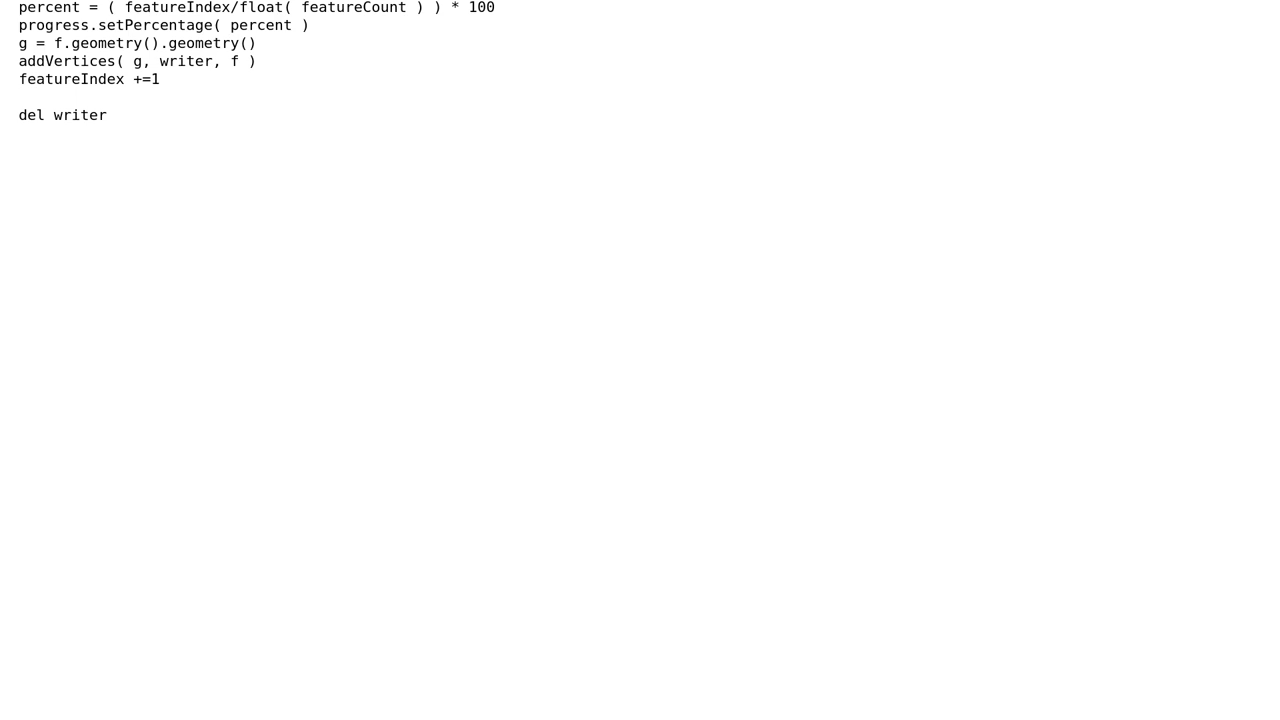 percent = ( featureIndex/float( featureCount ) ) * 100
progress.setPercentage( percent )
g = f.geometry().geometry()
addVertices( g, writer, f )
featureIndex +=1

del writer